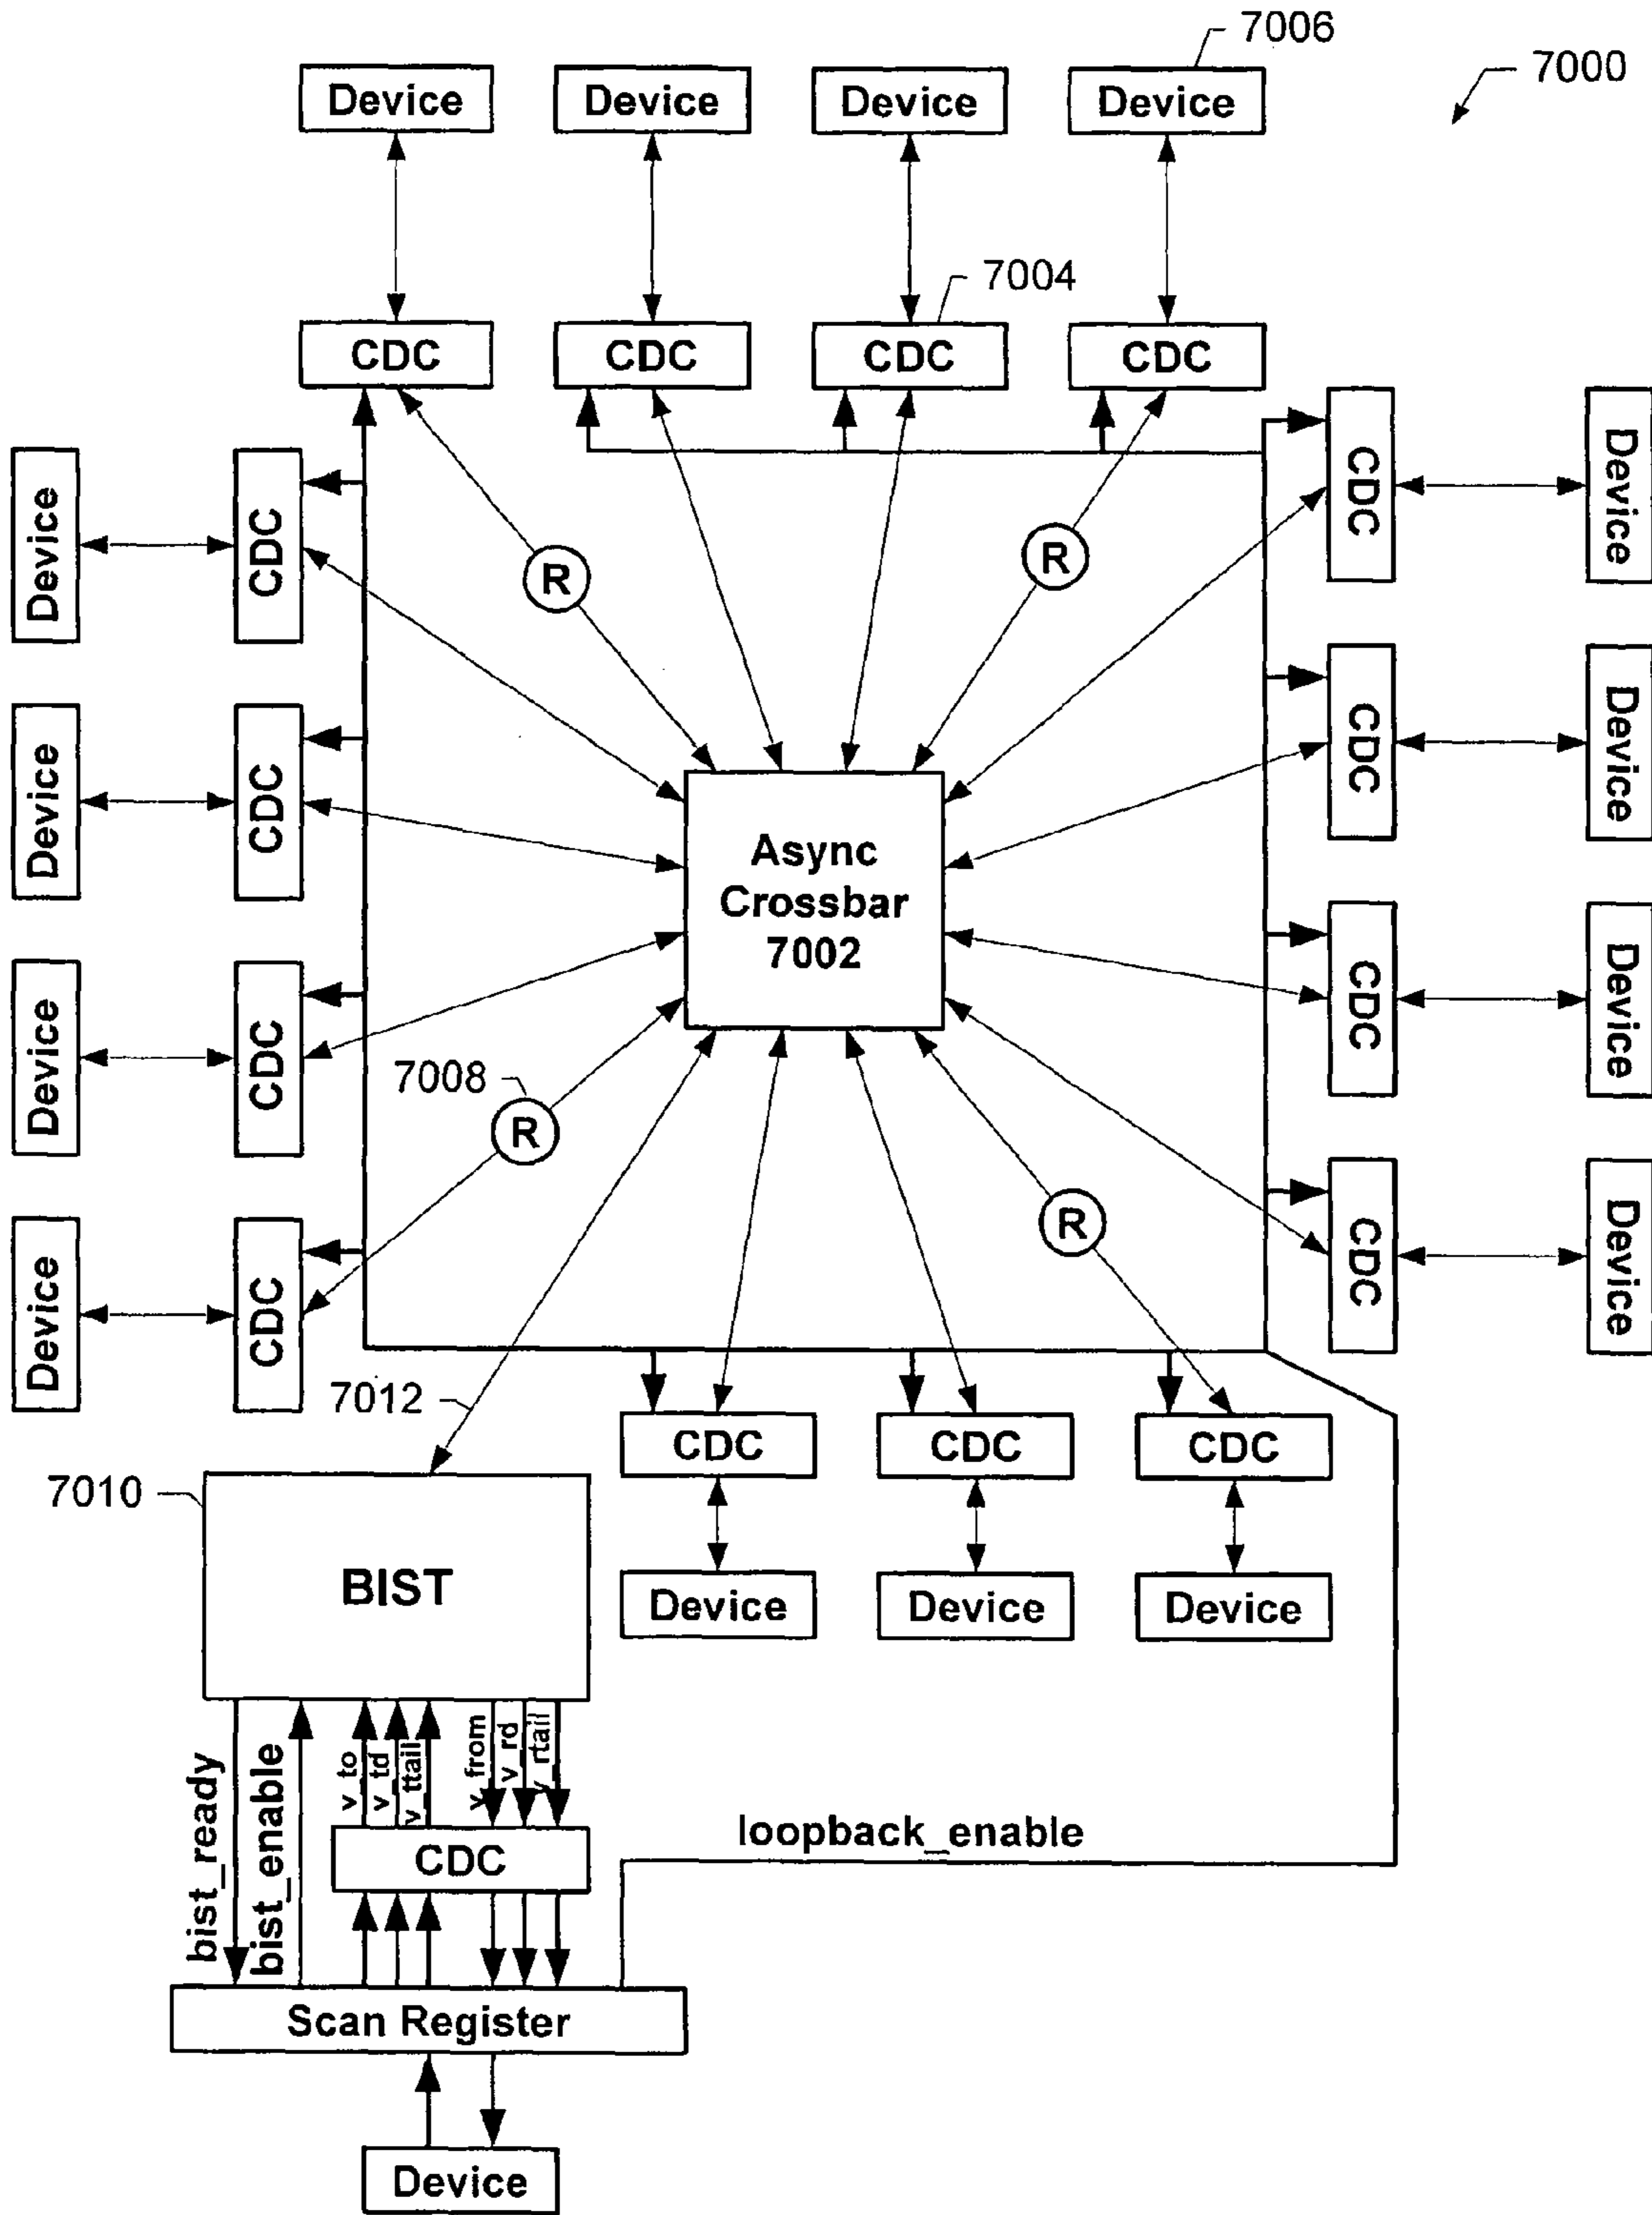 7006
7000
Device
Device
Device
Device
7004
CDC
CDC
CDC
CDC
CDC
Device
Device
CDC
R
R
CDC
Device
Device
CDC
Async
Crossbar
7002
CDC
Device
Device
CDC
7008
R
R
CDC
Device
Device
CDC
7012
CDC
CDC
CDC
7010
BIST
Device
Device
Device
bist_ready
bist_enable
v_to
v_td
v_ttail
v_from
v_rd
v_rtail
CDC
loopback_enable
Scan Register
Device